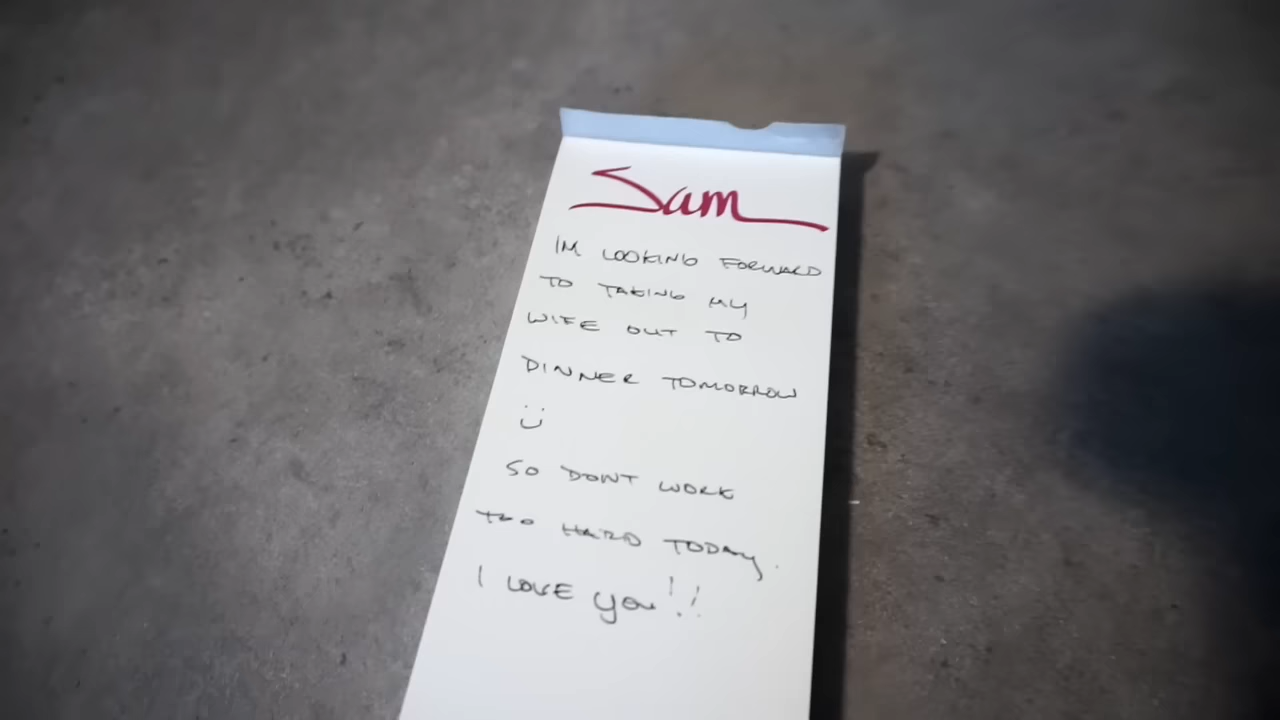 Sam
IM LOOKING FORWARD
TO TAKING MY
WIFE OUT TO
DINNER TOMORROW
:)
SO DONT WORK
TOO HARD TODAY.
I LOVE YOU!!